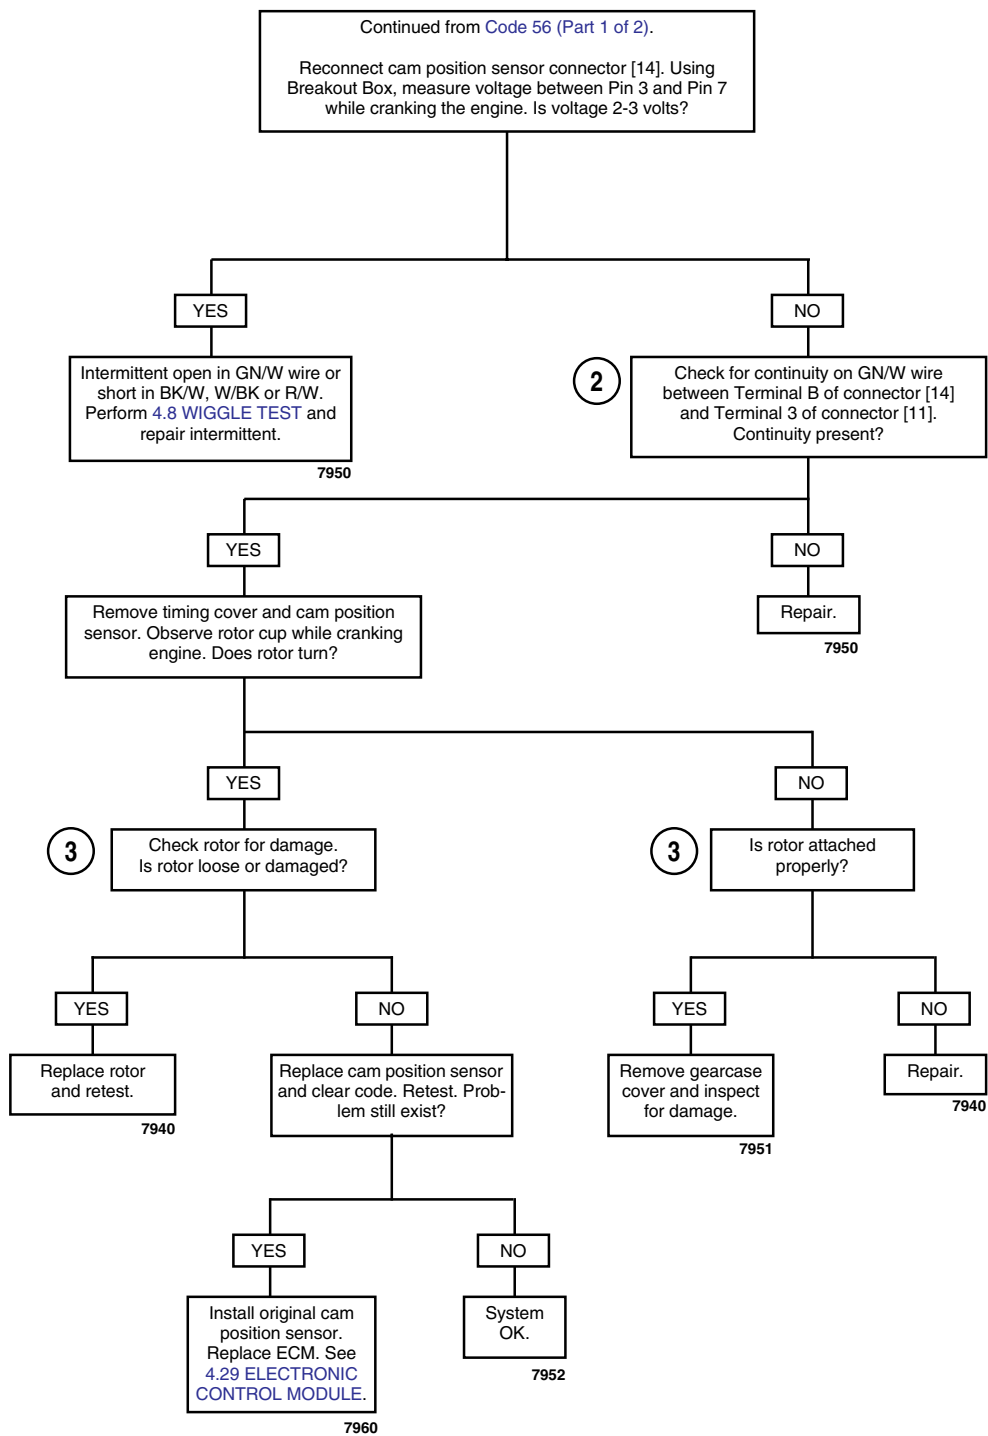 Continued from Code 56 (Part 1 of 2).
Reconnect cam position sensor connector [14]. Using
Breakout Box, measure voltage between Pin 3 and Pin 7
while cranking the engine. Is voltage 2-3 volts?
YES
NO
Intermittent open in GN/W wire or
short in BK/W, W/BK or R/W.
Perform 4.8 WIGGLE TEST and
repair intermittent.
7950
2
Check for continuity on GN/W wire
between Terminal B of connector [14]
and Terminal 3 of connector [11].
Continuity present?
YES
NO
Remove timing cover and cam position
sensor. Observe rotor cup while cranking
engine. Does rotor turn?
Repair.
7950
YES
NO
3
Check rotor for damage.
Is rotor loose or damaged?
3
Is rotor attached
properly?
YES
NO
YES
NO
Replace rotor
and retest.
7940
Replace cam position sensor
and clear code. Retest. Prob-
lem still exist?
Remove gearcase
cover and inspect
for damage.
7951
Repair.
7940
YES
NO
Install original cam
position sensor.
Replace ECM. See
4.29 ELECTRONIC
CONTROL MODULE.
7960
System
OK.
7952